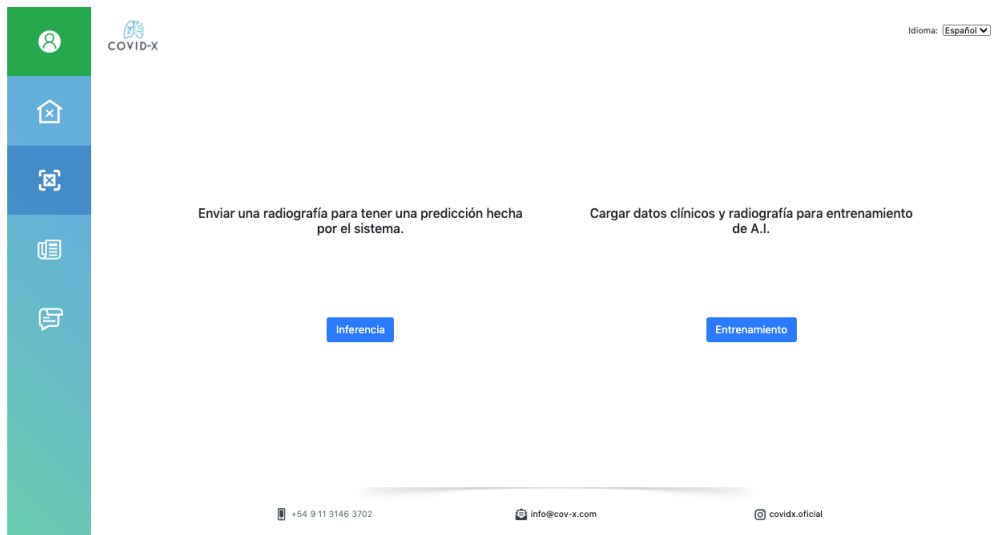 COVID-X
Idioma: Español
Enviar una radiografía para tener una predicción hecha
por el sistema.
Cargar datos clínicos y radiografía para entrenamiento
de A.I.
Inferencia
Entrenamiento
+54 9 11 3146 3702
info@cov-x.com
covidx.oficial